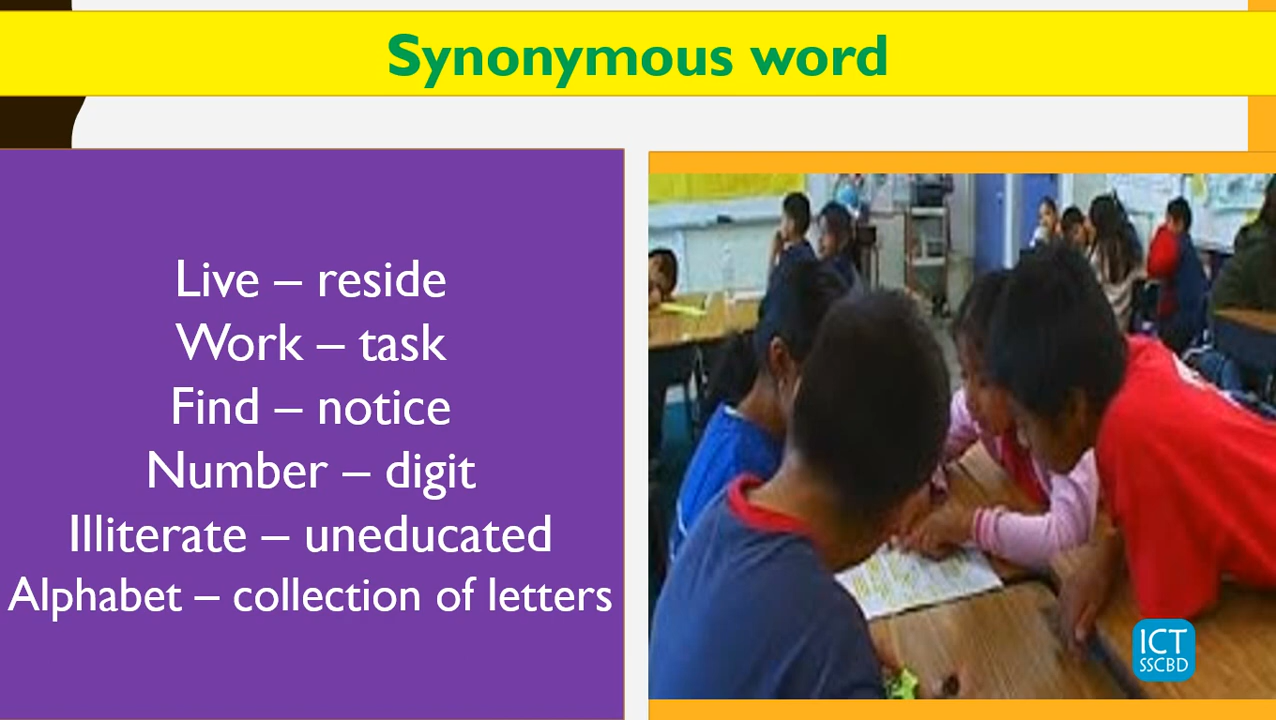 Synonymous word
Live – reside
Work – task
Find – notice
Number – digit
Illiterate – uneducated
Alphabet – collection of letters
ICT
SSCBD